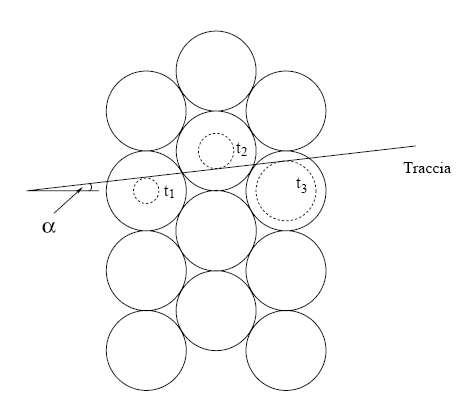 t2
Traccia
t1
t3
α